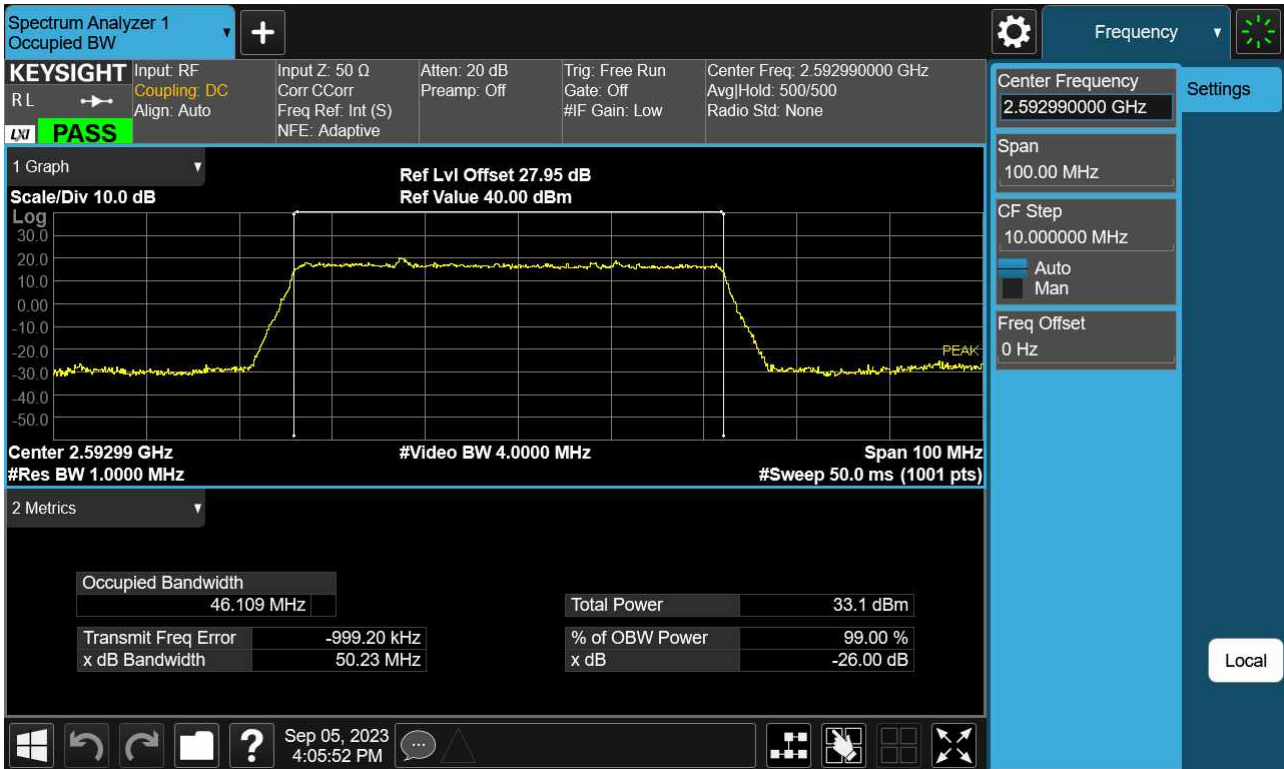 Spectrum Analyzer 1
Occupied BW
Frequency
KEYSIGHT
R L
LXI
PASS
Input: RF
Coupling: DC
Align: Auto
Input Z: 50 Ω
Corr CCorr
Freq Ref: Int (S)
NFE: Adaptive
Atten: 20 dB
Preamp: Off
Trig: Free Run
Gate: Off
#IF Gain: Low
Center Freq: 2.592990000 GHz
Avg|Hold: 500/500
Radio Std: None
Center Frequency
2.592990000 GHz
Settings
Span
100.00 MHz
CF Step
10.000000 MHz
Auto
Man
Freq Offset
0 Hz
Local
1 Graph
Scale/Div 10.0 dB
Ref Lvl Offset 27.95 dB
Ref Value 40.00 dBm
Log
30.0
20.0
10.0
0.00
-10.0
-20.0
-30.0
-40.0
-50.0
PEAK
Center 2.59299 GHz
#Video BW 4.0000 MHz
Span 100 MHz
#Res BW 1.0000 MHz
#Sweep 50.0 ms (1001 pts)
2 Metrics
Occupied Bandwidth
46.109 MHz
Total Power 33.1 dBm
Transmit Freq Error -999.20 kHz
% of OBW Power 99.00 %
x dB Bandwidth 50.23 MHz
x dB -26.00 dB
?
Sep 05, 2023
4:05:52 PM